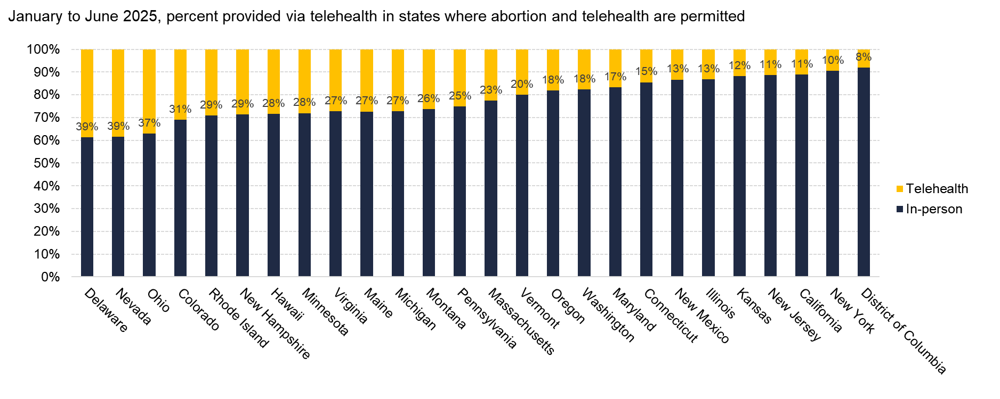 January to June 2025, percent provided via telehealth in states where abortion and telehealth are permitted
100%
90%
80%
70%
60%
50%
40%
30%
20%
10%
0%
39%
39%
37%
31%
29%
29%
28%
28%
27%
27%
27%
26%
25%
23%
20%
18%
18%
17%
15%
13%
13%
12%
11%
11%
10%
8%
Delaware
Nevada
Ohio
Colorado
Rhode Island
New Hampshire
Hawaii
Minnesota
Virginia
Maine
Michigan
Montana
Pennsylvania
Massachusetts
Vermont
Oregon
Washington
Maryland
Connecticut
New Mexico
Illinois
Kansas
New Jersey
California
New York
District of Columbia
Telehealth
In-person